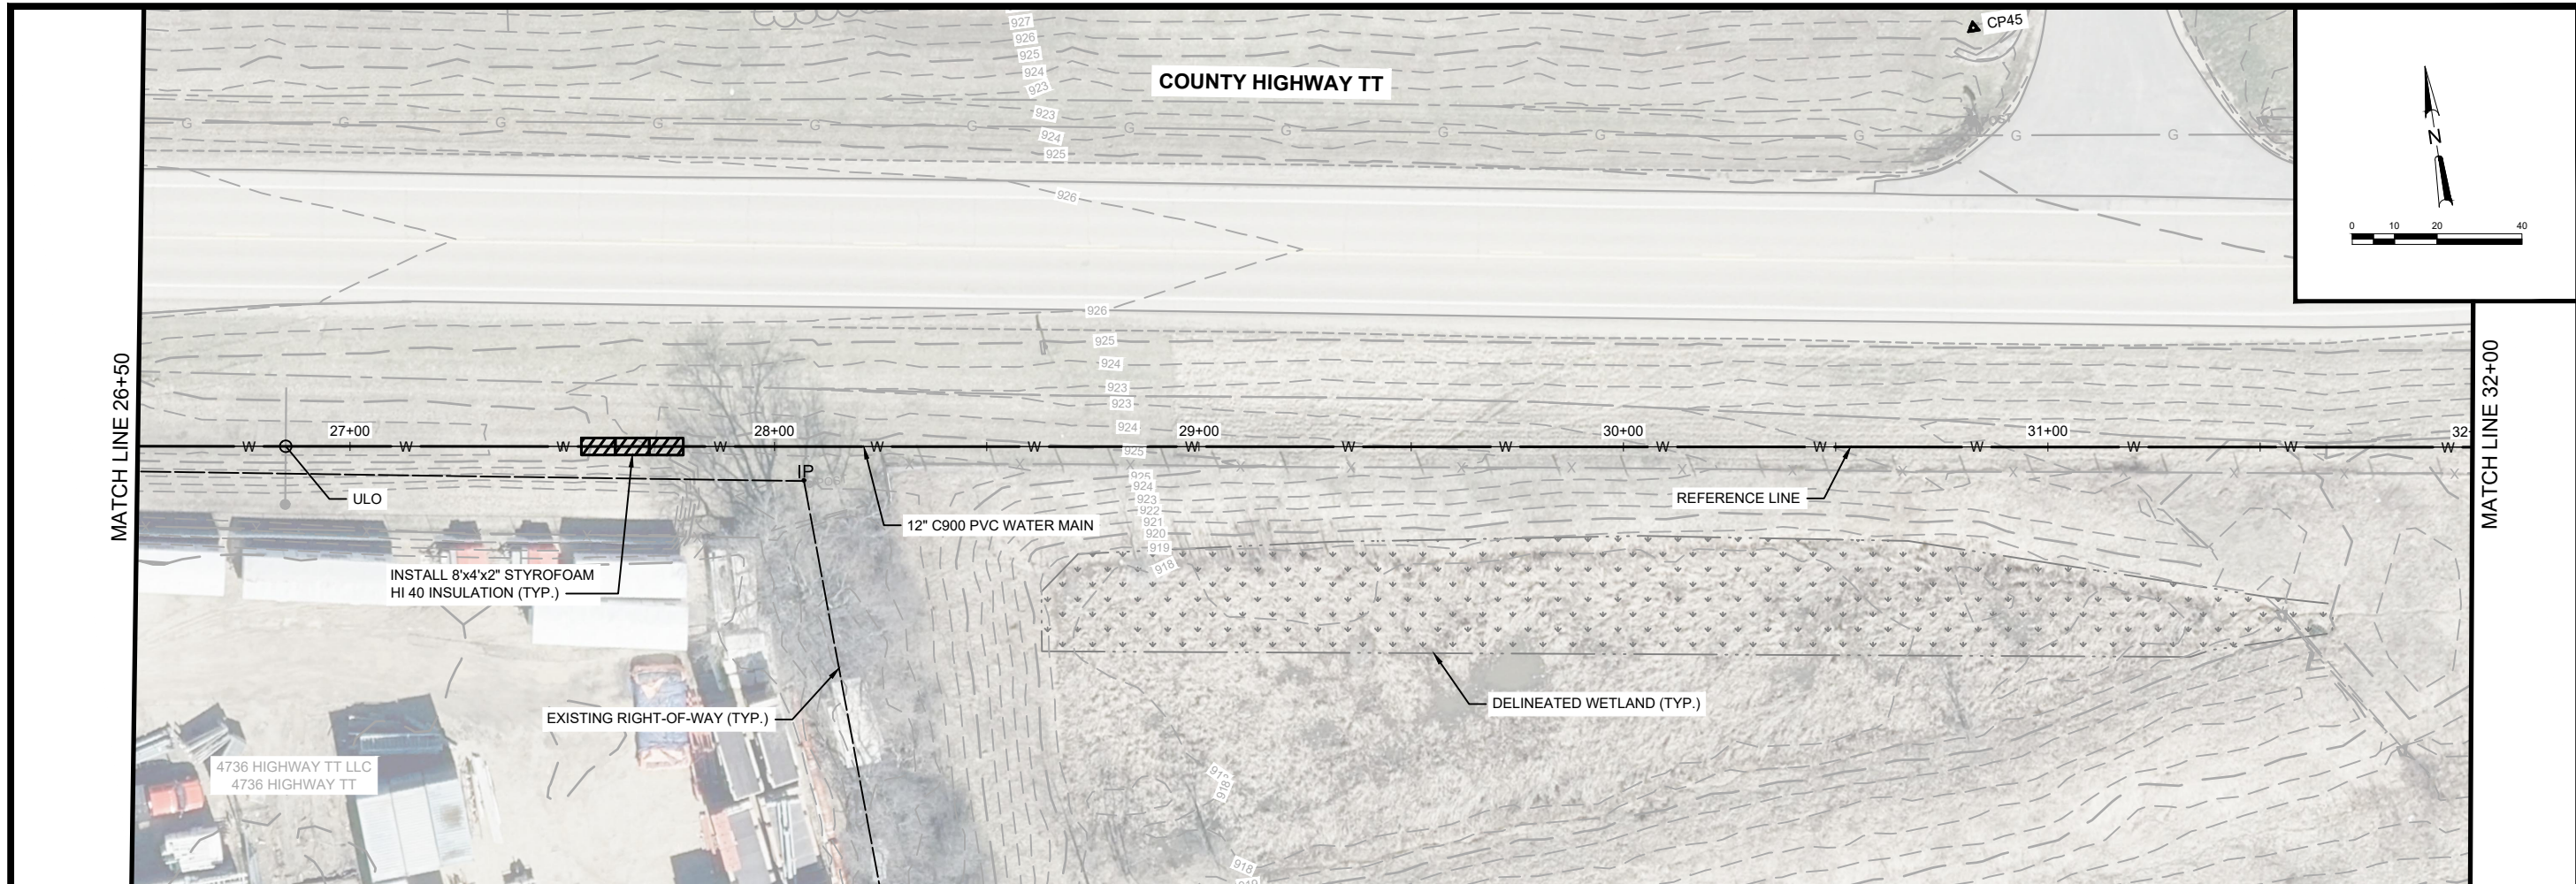 927
926
925
924
923
923
924
925
926
COUNTY HIGHWAY TT
CP45
G G G G G G G G G G G G G
N
0 10 20 40
926
925
924
923
923
924
925
925
924
923
922
921
920
919
918
MATCH LINE 26+50
27+00
28+00
29+00
30+00
31+00
32
MATCH LINE 32+00
W W W W W W W W W W W W W W W
ULO
IP
12" C900 PVC WATER MAIN
REFERENCE LINE
INSTALL 8'x4'x2" STYROFOAM
HI 40 INSULATION (TYP.)
EXISTING RIGHT-OF-WAY (TYP.)
DELINEATED WETLAND (TYP.)
4736 HIGHWAY TT LLC
4736 HIGHWAY TT
918
918